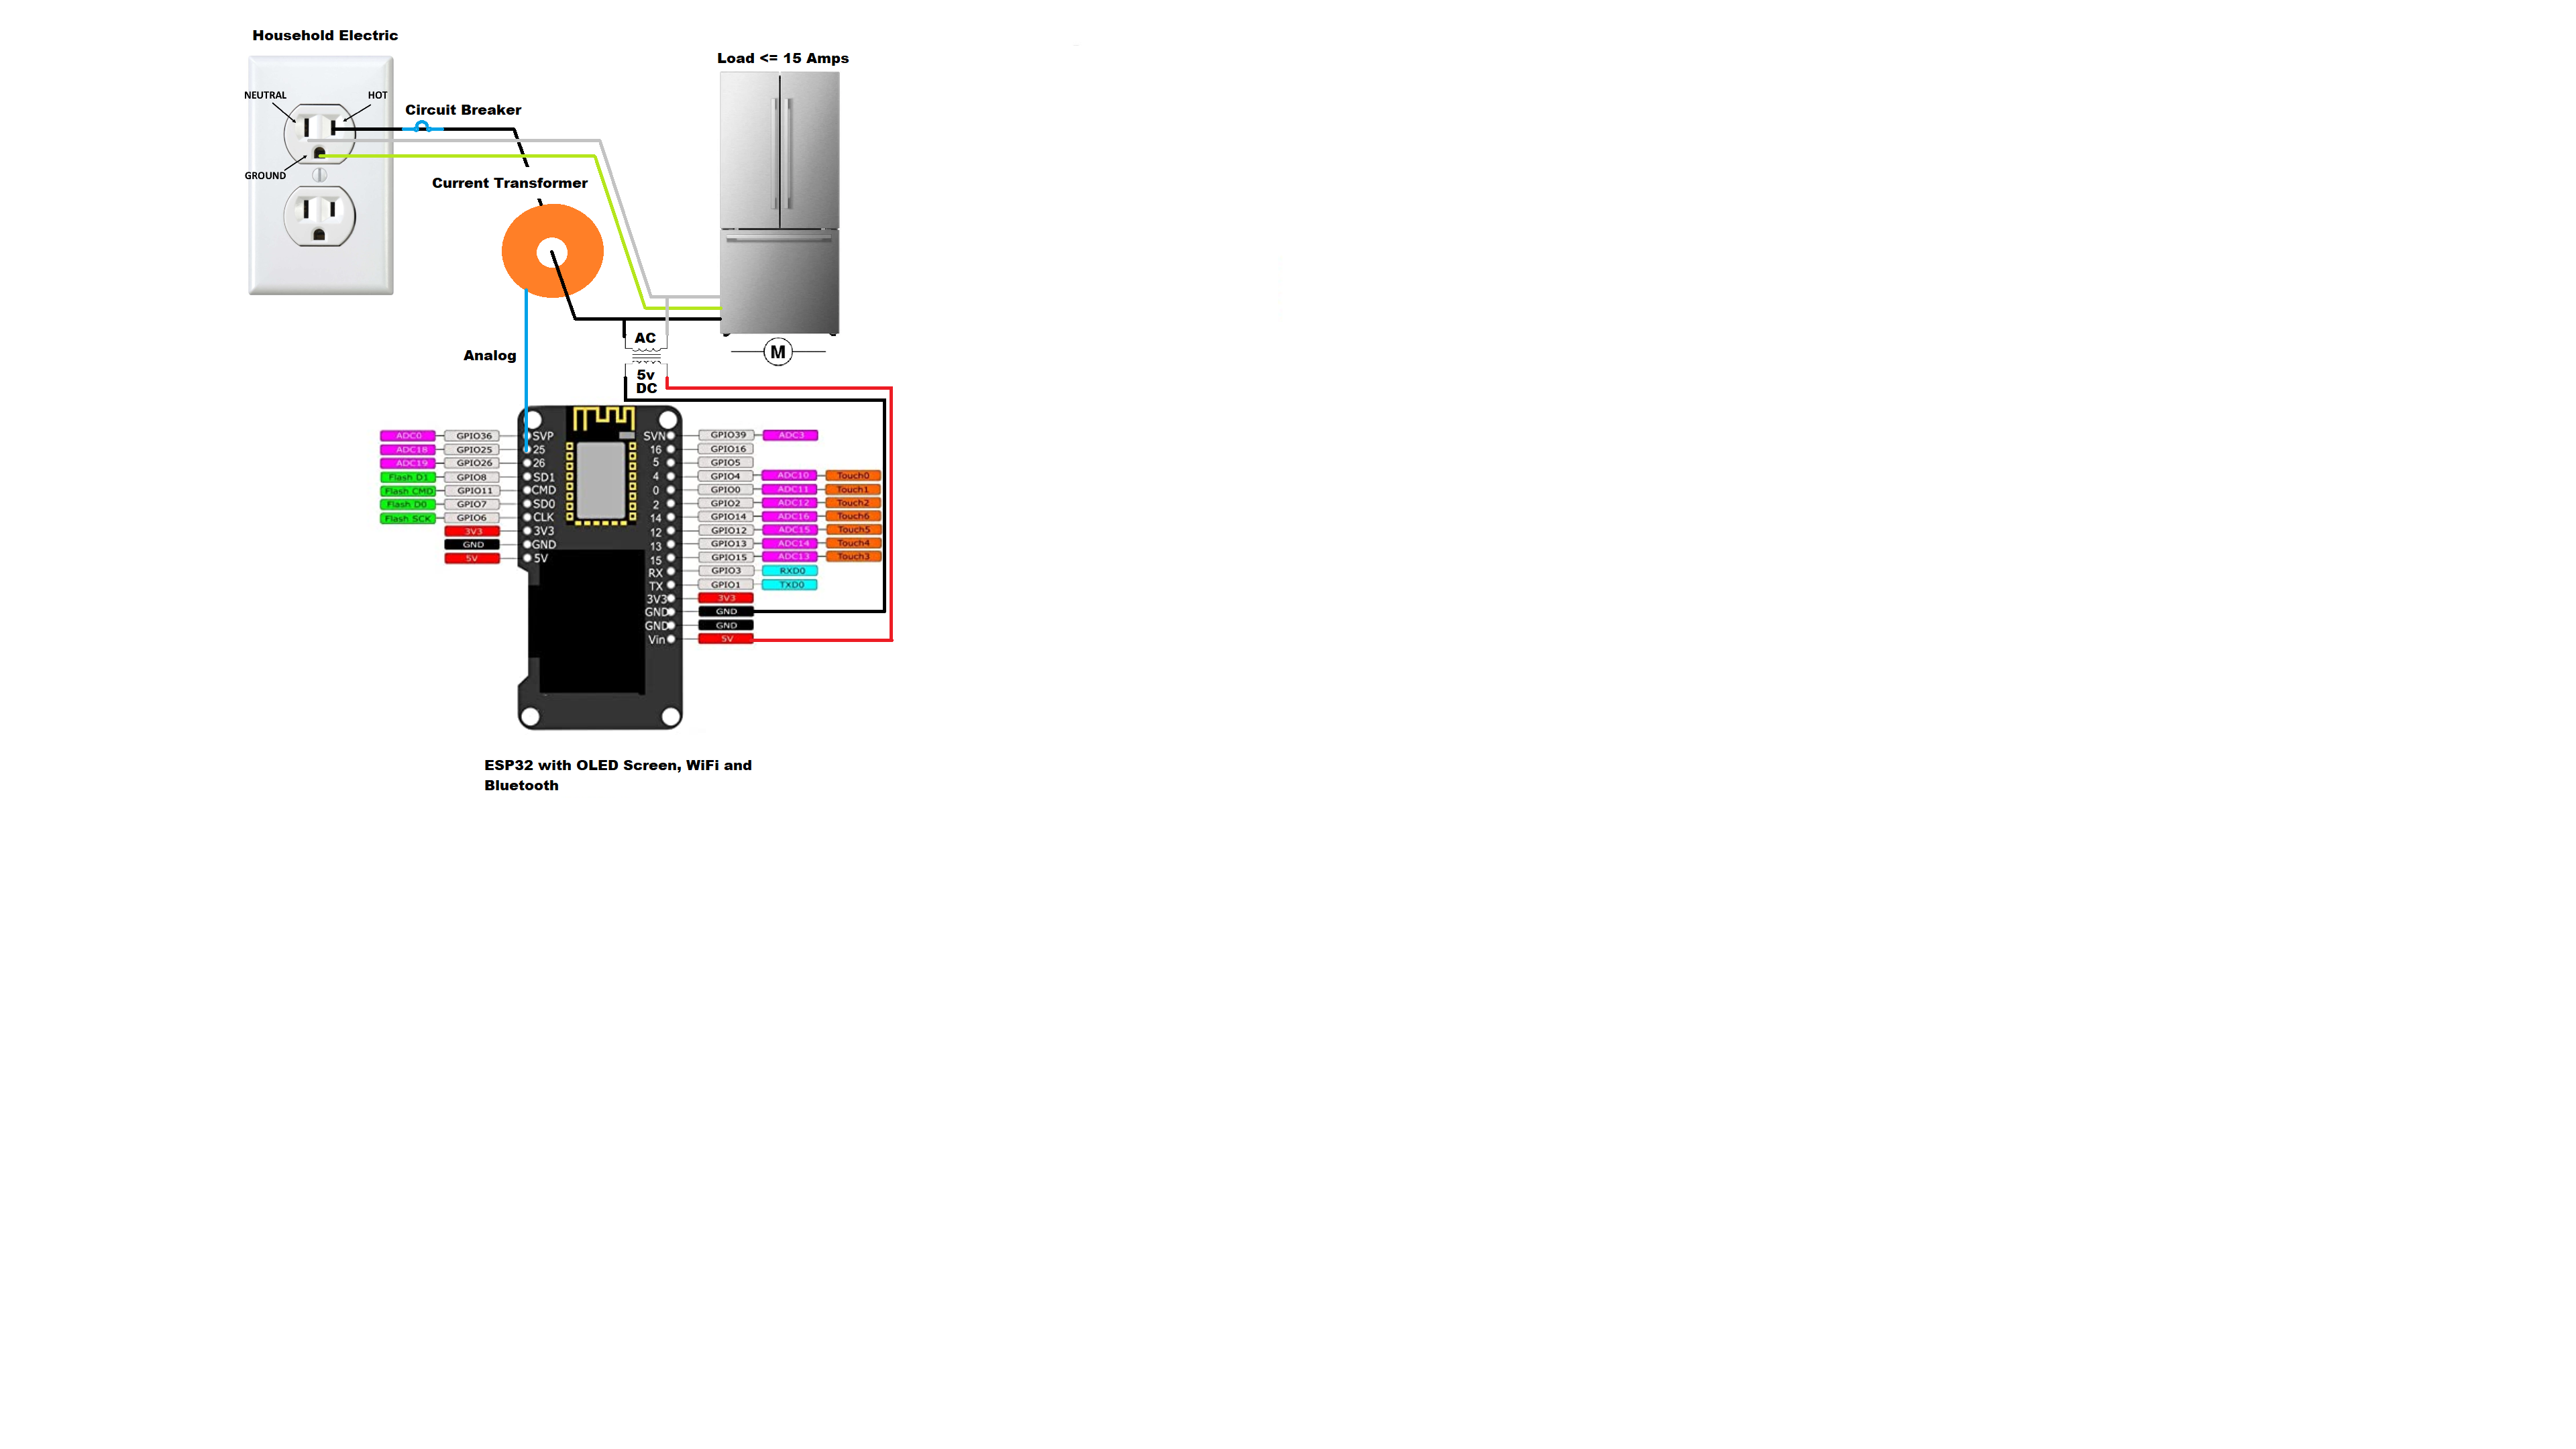 Household Electric
Load <= 15 Amps
NEUTRAL
HOT
Circuit Breaker
GROUND
Current Transformer
AC
M
Analog
5v
DC
ADC0 GPIO36 SVP SVN GPIO39 ADC3
ADC18 GPIO25 25 16 GPIO16
ADC19 GPIO26 26 5 GPIO5
Flash D1 GPIO8 SD1 4 GPIO4 ADC10 Touch0
Flash CMD GPIO11 CMD 0 GPIO0 ADC11 Touch1
Flash D0 GPIO7 SD0 2 GPIO2 ADC12 Touch2
Flash SCK GPIO6 CLK 14 GPIO14 ADC16 Touch6
3V3 3V3 12 GPIO12 ADC15 Touch5
GND GND 13 GPIO13 ADC14 Touch4
5V 5V 15 GPIO15 ADC13 Touch3
RX GPIO3 RXD0
TX GPIO1 TXD0
3V3 3V3
GND GND
GND GND
Vin 5V
ESP32 with OLED Screen, WiFi and
Bluetooth